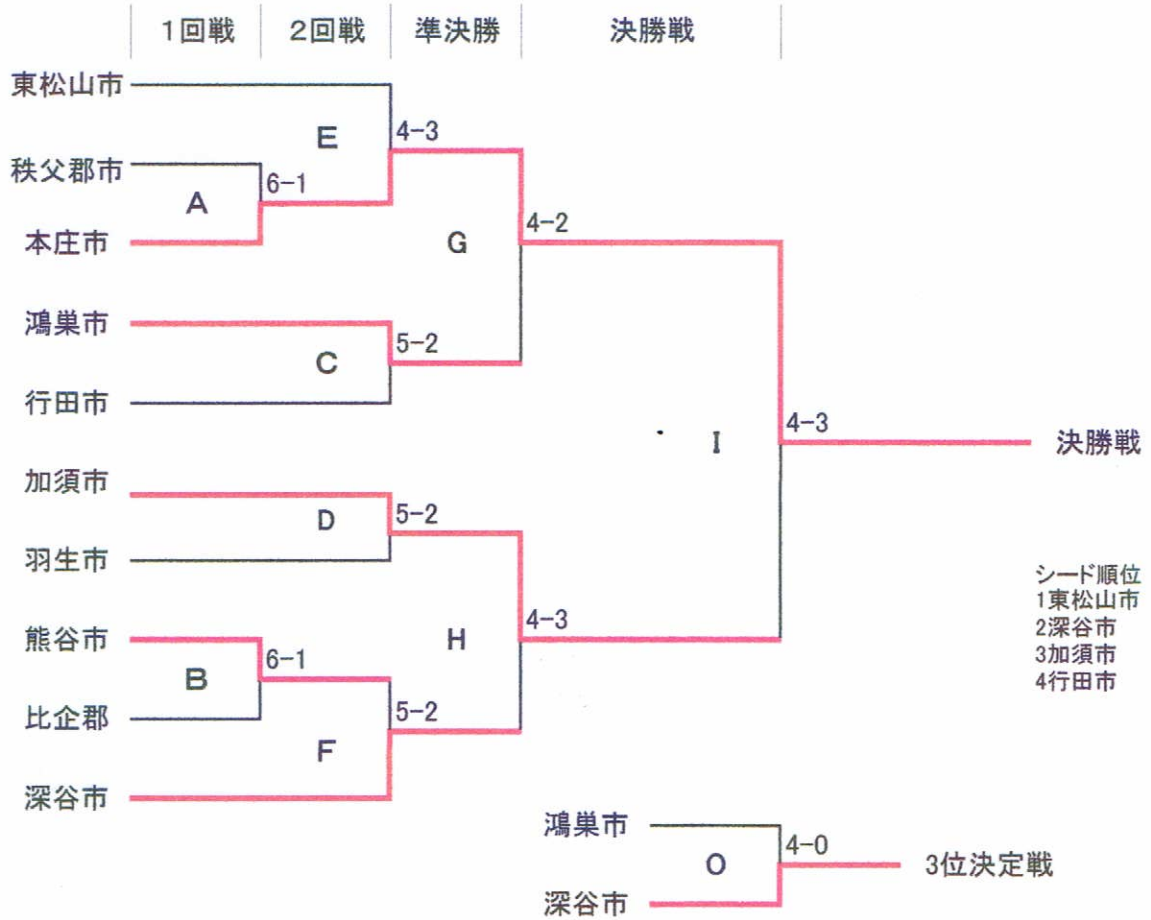 1回戦 2回戦 準決勝 決勝戦
東松山市
E 4-3
秩父郡市
A 6-1
本庄市
G 4-2
鴻巣市
C 5-2
行田市
I 4-3 決勝戦
加須市
D 5-2
羽生市
シード順位
1東松山市
2深谷市
3加須市
4行田市
熊谷市
H 4-3
B 6-1
比企郡
F 5-2
深谷市
鴻巣市
O 4-0 3位決定戦
深谷市